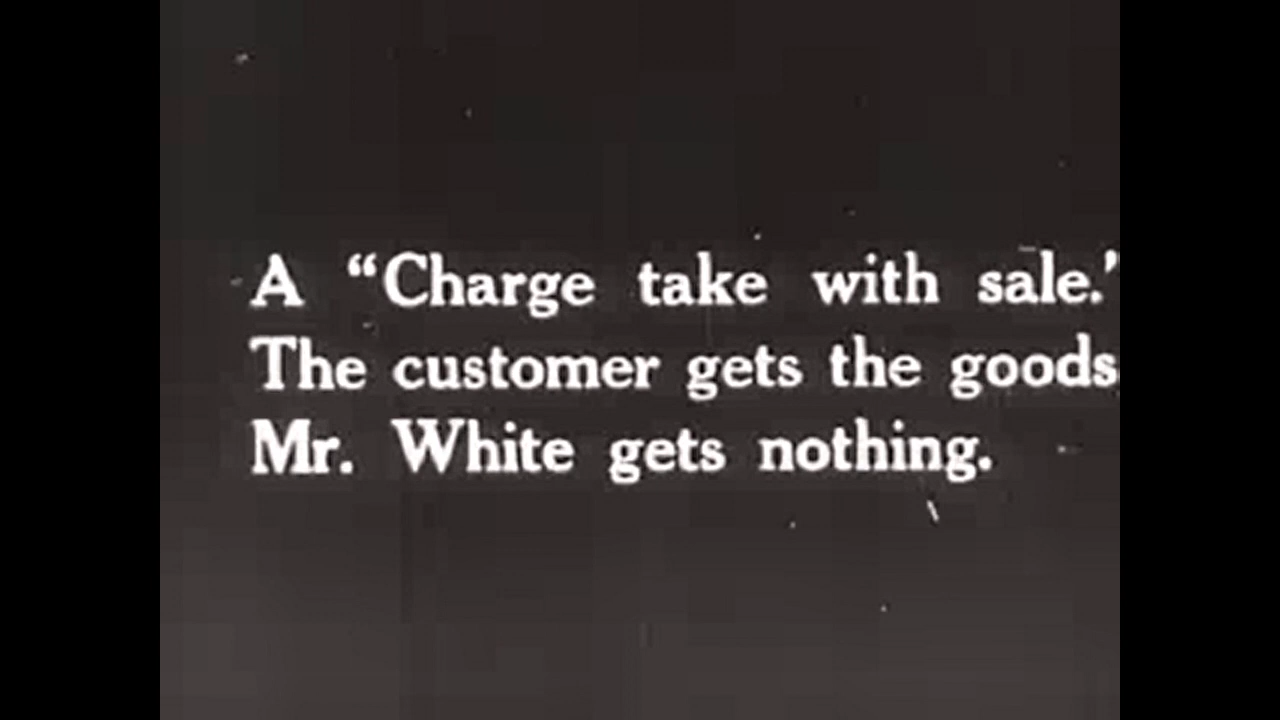 A “Charge take with sale.’
The customer gets the goods
Mr. White gets nothing.